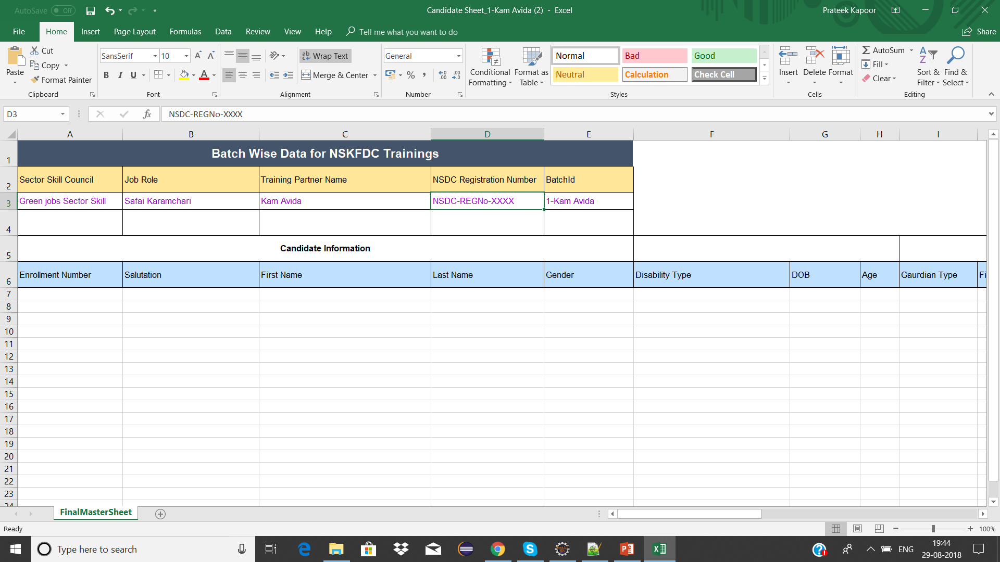 AutoSave Off
Candidate Sheet_1-Kam Avida (2) - Excel
Prateek Kapoor
File Home Insert Page Layout Formulas Data Review View Help Tell me what you want to do Share
Paste
Cut
Copy
Format Painter
Clipboard
SansSerif 10
B I U A
Font
Wrap Text
Merge & Center
Alignment
General
% ,
Number
Conditional Formatting
Format as Table
Normal Bad Good
Neutral Calculation Check Cell
Styles
Insert Delete Format
Cells
AutoSum
Fill
Clear
Sort & Filter
Find & Select
Editing
D3 fx NSDC-REGNo-XXXX
A B C D E F G H I
1 Batch Wise Data for NSKFDC Trainings
2 Sector Skill Council Job Role Training Partner Name NSDC Registration Number BatchId
3 Green jobs Sector Skill Safai Karamchari Kam Avida NSDC-REGNo-XXXX 1-Kam Avida
4
5 Candidate Information
6 Enrollment Number Salutation First Name Last Name Gender Disability Type DOB Age Gaurdian Type Fi
7
8
9
10
11
12
13
14
15
16
17
18
19
20
21
22
23
24
FinalMasterSheet
Ready
100%
Type here to search
ENG
19:44
29-08-2018